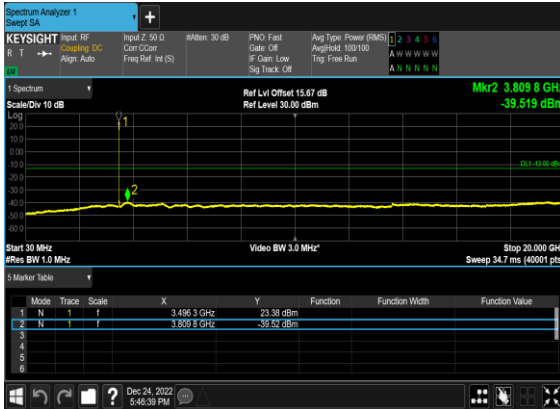 Spectrum Analyzer 1
Swept SA
+
KEYSIGHT
R T
Input: RF
Coupling: DC
Align: Auto
Input Z: 50 Ω
Corr CCorr
Freq Ref: Int (S)
#Atten: 30 dB
PNO: Fast
Gate: Off
IF Gain: Low
Sig Track: Off
Avg Type: Power (RMS)
Avg|Hold: 100/100
Trig: Free Run
1 2 3 4 5 6
A W W W W W
A N N N N N
1 Spectrum
Scale/Div 10 dB
Ref Lvl Offset 15.67 dB
Ref Level 30.00 dBm
Mkr2 3.809 8 GHz
-39.519 dBm
Log
20.0
10.0
0.00
-10.0
-20.0
-30.0
-40.0
-50.0
-60.0
1
2
DL1 -13.00 dBm
Start 30 MHz
#Res BW 1.0 MHz
Video BW 3.0 MHz*
Stop 20.000 GHz
Sweep 34.7 ms (40001 pts)
5 Marker Table
Mode Trace Scale X Y Function Function Width Function Value
1 N 1 f 3.496 3 GHz 23.38 dBm
2 N 1 f 3.809 8 GHz -39.52 dBm
3
4
5
6
?
Dec 24, 2022
5:46:39 PM